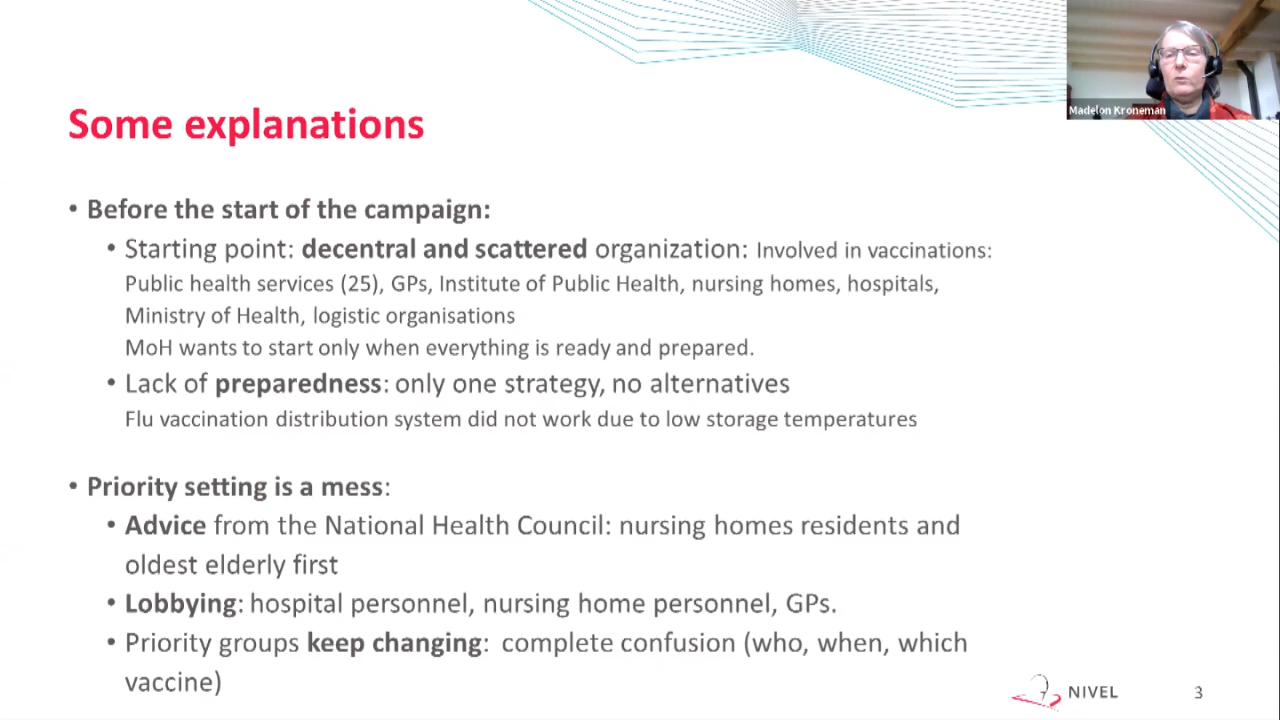 Madelon Kroneman
Some explanations
• Before the start of the campaign:
• Starting point: decentral and scattered organization: Involved in vaccinations:
Public health services (25), GPs, Institute of Public Health, nursing homes, hospitals,
Ministry of Health, logistic organisations
MoH wants to start only when everything is ready and prepared.
• Lack of preparedness: only one strategy, no alternatives
Flu vaccination distribution system did not work due to low storage temperatures
• Priority setting is a mess:
• Advice from the National Health Council: nursing homes residents and
oldest elderly first
• Lobbying: hospital personnel, nursing home personnel, GPs.
• Priority groups keep changing: complete confusion (who, when, which
vaccine)
NIVEL
3